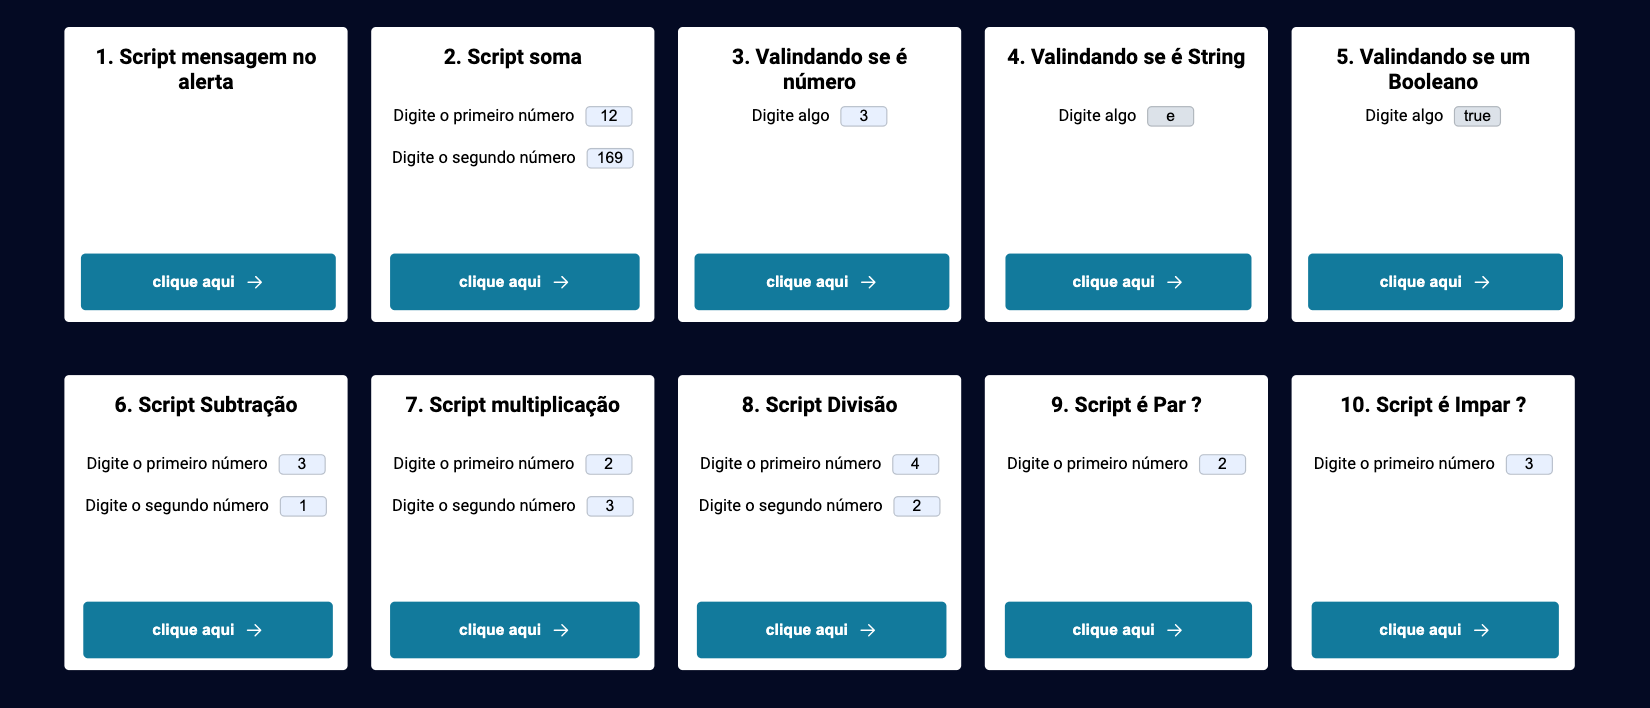 1. Script mensagem no
alerta
clique aqui →
2. Script soma
Digite o primeiro número 12
Digite o segundo número 169
clique aqui →
3. Valindando se é
número
Digite algo 3
clique aqui →
4. Valindando se é String
Digite algo e
clique aqui →
5. Valindando se um
Booleano
Digite algo true
clique aqui →
6. Script Subtração
Digite o primeiro número 3
Digite o segundo número 1
clique aqui →
7. Script multiplicação
Digite o primeiro número 2
Digite o segundo número 3
clique aqui →
8. Script Divisão
Digite o primeiro número 4
Digite o segundo número 2
clique aqui →
9. Script é Par ?
Digite o primeiro número 2
clique aqui →
10. Script é Impar ?
Digite o primeiro número 3
clique aqui →